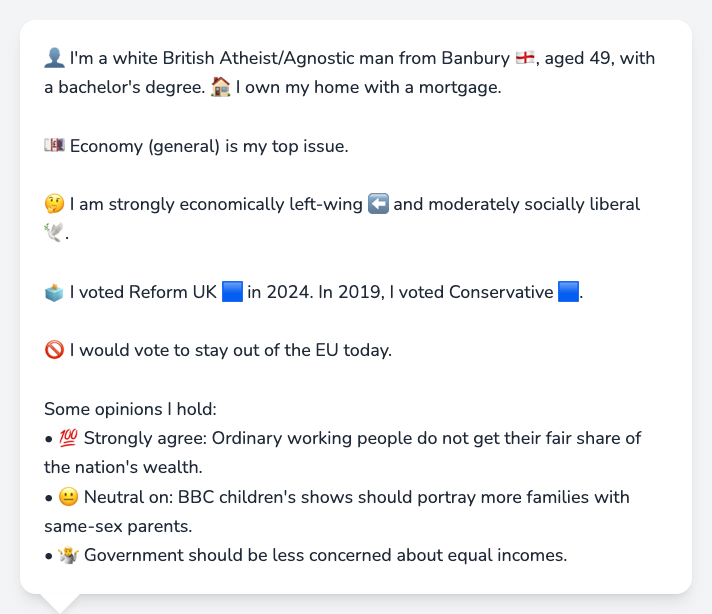 👤 I'm a white British Atheist/Agnostic man from Banbury 🏴󠁧󠁢󠁥󠁮󠁧󠁿, aged 49, with
a bachelor's degree. 🏠 I own my home with a mortgage.
💷 Economy (general) is my top issue.
🤔 I am strongly economically left-wing ⬅️ and moderately socially liberal
🕊️.
🗳️ I voted Reform UK 🟦 in 2024. In 2019, I voted Conservative 🟦.
🚫 I would vote to stay out of the EU today.
Some opinions I hold:
• 💯 Strongly agree: Ordinary working people do not get their fair share of
the nation's wealth.
• 😐 Neutral on: BBC children's shows should portray more families with
same-sex parents.
• 🤷 Government should be less concerned about equal incomes.